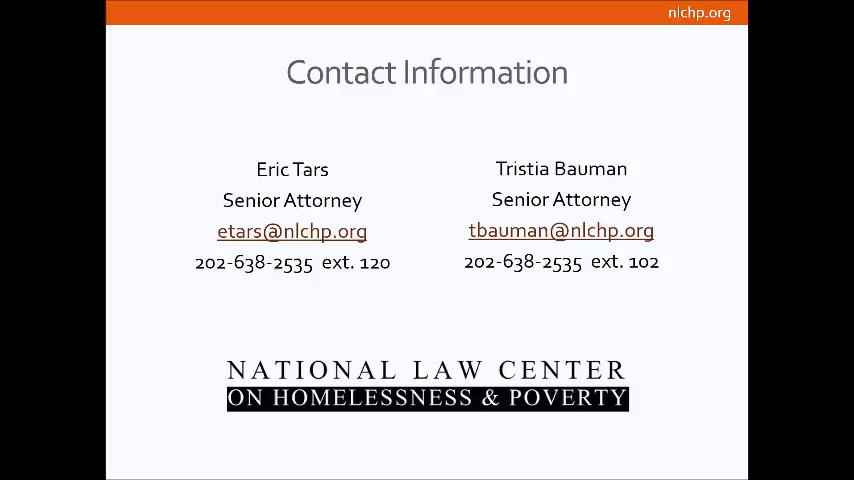 nlchp.org
Contact Information
Eric Tars
Senior Attorney
etars@nlchp.org
202-638-2535 ext. 120
Tristia Bauman
Senior Attorney
tbauman@nlchp.org
202-638-2535 ext. 102
NATIONAL LAW CENTER
ON HOMELESSNESS & POVERTY